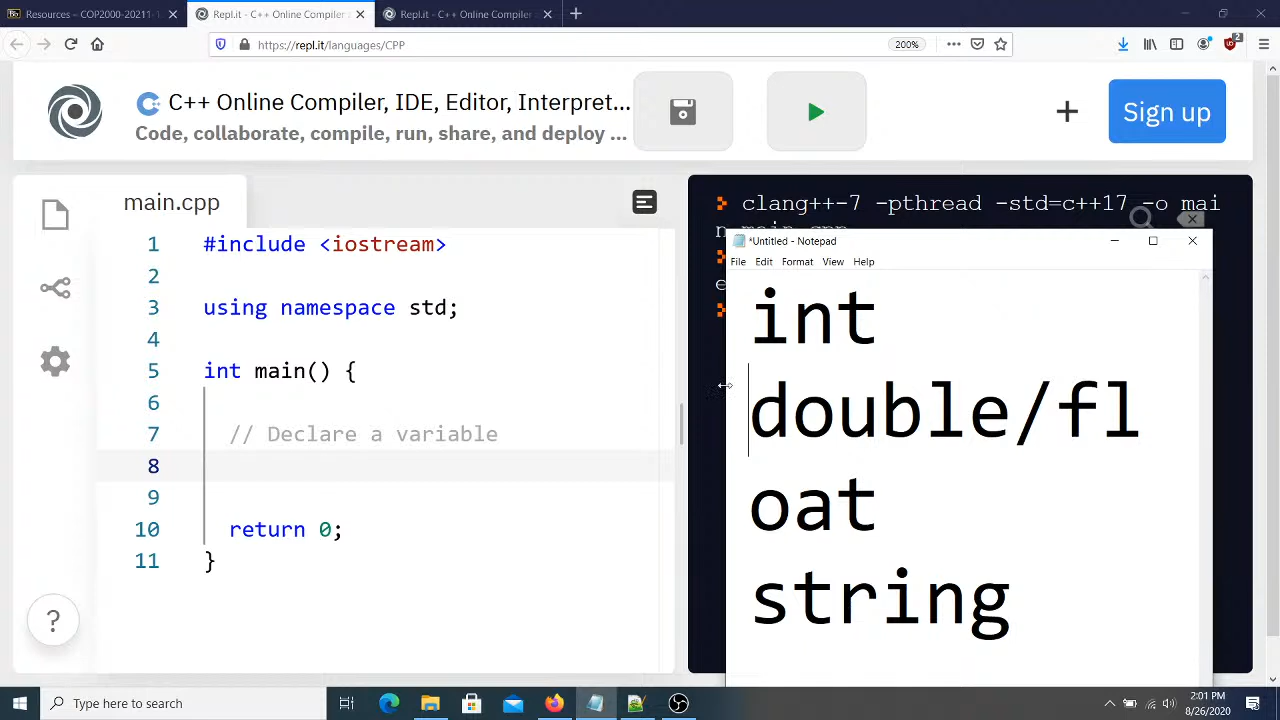 Resources – COP2000-20211-
Repl.it - C++ Online Compiler
Repl.it - C++ Online Compiler
https://repl.it/languages/CPP
200%
2
C++ Online Compiler, IDE, Editor, Interpret...
Code, collaborate, compile, run, share, and deploy ...
Sign up
main.cpp
1 #include <iostream>
2
3 using namespace std;
4
5 int main() {
6
7 // Declare a variable
8
9
10 return 0;
11 }
?
clang++-7 -pthread -std=c++17 -o mai
n main.cpp
*Untitled - Notepad
File Edit Format View Help
int
double/fl
oat
string
Type here to search
2:01 PM
8/26/2020